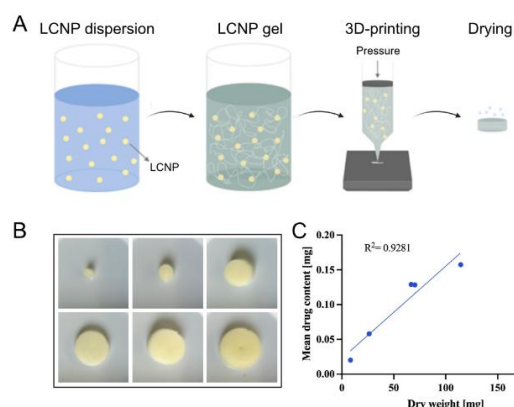 A
LCNP dispersion
LCNP gel
3D-printing
Drying
Pressure
LCNP
B
C
R²= 0.9281
Mean drug content [mg]
0.20
0.15
0.10
0.05
0.00
0
50
100
150
Dry weight [mg]